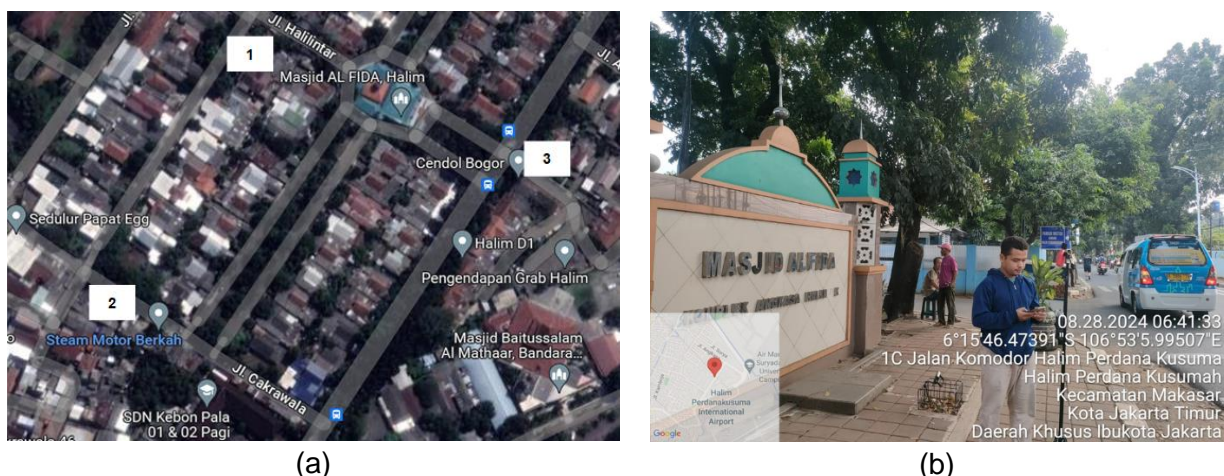 1
Jl. Halilintar
Jl. A
Masjid AL FIDA, Halim
Cendol Bogor
3
Sedulur Papat Egg
Halim D1
Pengendapan Grab Halim
2
Steam Motor Berkah
Masjid Baitussalam
Al Mathaar, Bandara...
Jl. Cakrawala
SDN Kebon Pala
01 & 02 Pagi
(a)
MASJID AL FIDA
08.28.2024 06:41:33
6°15'46.47391"S 106°53'5.99507"E
1C Jalan Komodor Halim Perdana Kusuma
Halim Perdana Kusumah
Kecamatan Makasar
Kota Jakarta Timur
Daerah Khusus Ibukota Jakarta
Halim
Perdanakusuma
International
Airport
Google
(b)